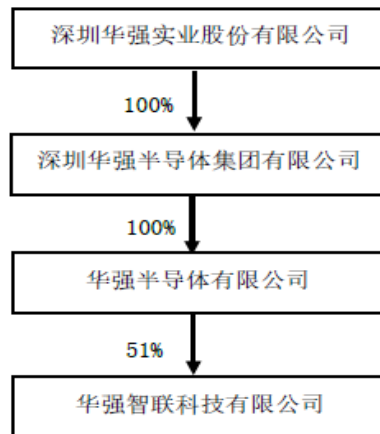 深圳华强实业股份有限公司
100%
深圳华强半导体集团有限公司
100%
华强半导体有限公司
51%
华强智联科技有限公司